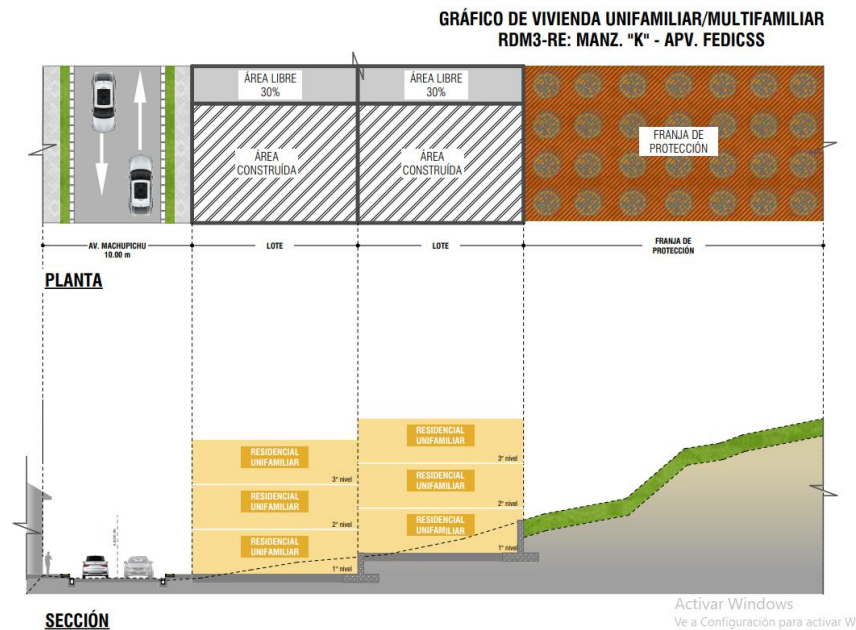 GRÁFICO DE VIVIENDA UNIFAMILIAR/MULTIFAMILIAR
RDM3-RE: MANZ. "K" - APV. FEDICSS
ÁREA LIBRE
30%
ÁREA LIBRE
30%
ÁREA
CONSTRUÍDA
ÁREA
CONSTRUÍDA
FRANJA DE
PROTECCIÓN
AV. MACHUPICHU
10.00 m
LOTE
LOTE
FRANJA DE
PROTECCIÓN
PLANTA
RESIDENCIAL
UNIFAMILIAR
3° nivel
RESIDENCIAL
UNIFAMILIAR
2° nivel
RESIDENCIAL
UNIFAMILIAR
1° nivel
RESIDENCIAL
UNIFAMILIAR
3° nivel
RESIDENCIAL
UNIFAMILIAR
2° nivel
RESIDENCIAL
UNIFAMILIAR
1° nivel
SECCIÓN
Activar Windows
Ve a Configuración para activar W